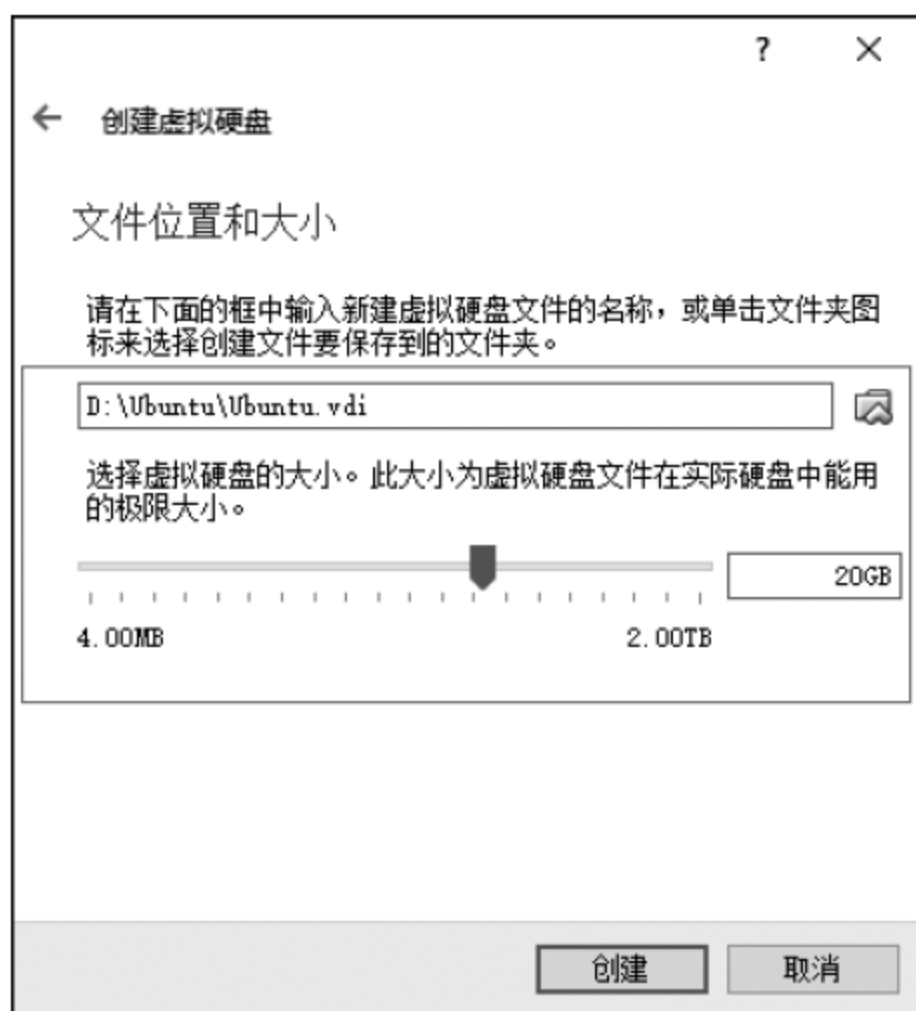 ?
创建虚拟硬盘
文件位置和大小
请在下面的框中输入新建虚拟硬盘文件的名称，或单击文件夹图
标来选择创建文件要保存到的文件夹。
D:\Ubuntu\Ubuntu.vdi
选择虚拟硬盘的大小。此大小为虚拟硬盘文件在实际硬盘中能用
的极限大小。
20GB
4.00MB 2.00TB
创建 取消